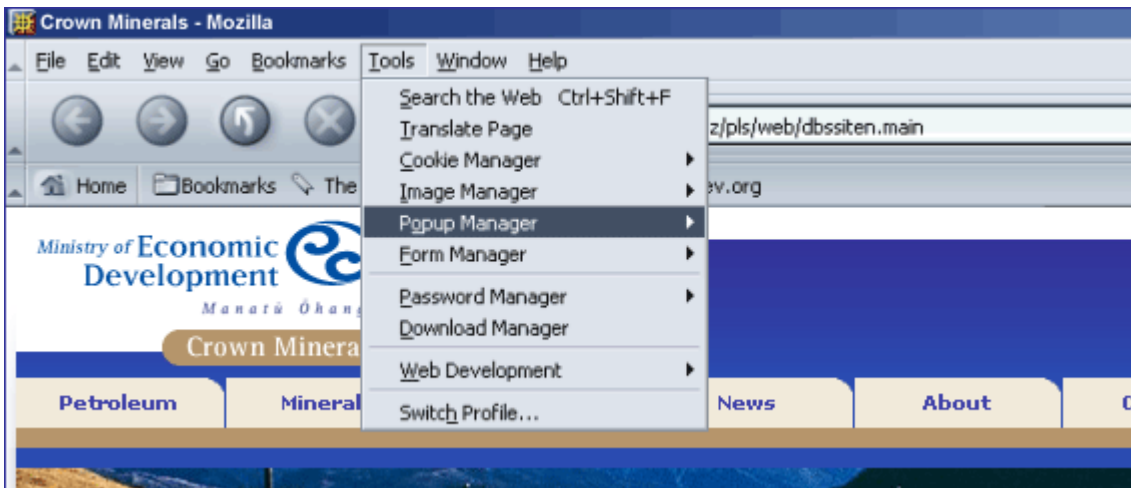 Crown Minerals - Mozilla
File Edit View Go Bookmarks Tools Window Help
Search the Web Ctrl+Shift+F
Translate Page
z/pls/web/dbssiten.main
Cookie Manager
Home Bookmarks The
Image Manager
ev.org
Popup Manager
Form Manager
Password Manager
Download Manager
Web Development
Switch Profile...
Ministry of Economic
Development
Manatū Ōhan
Crown Minera
Petroleum Mineral News About